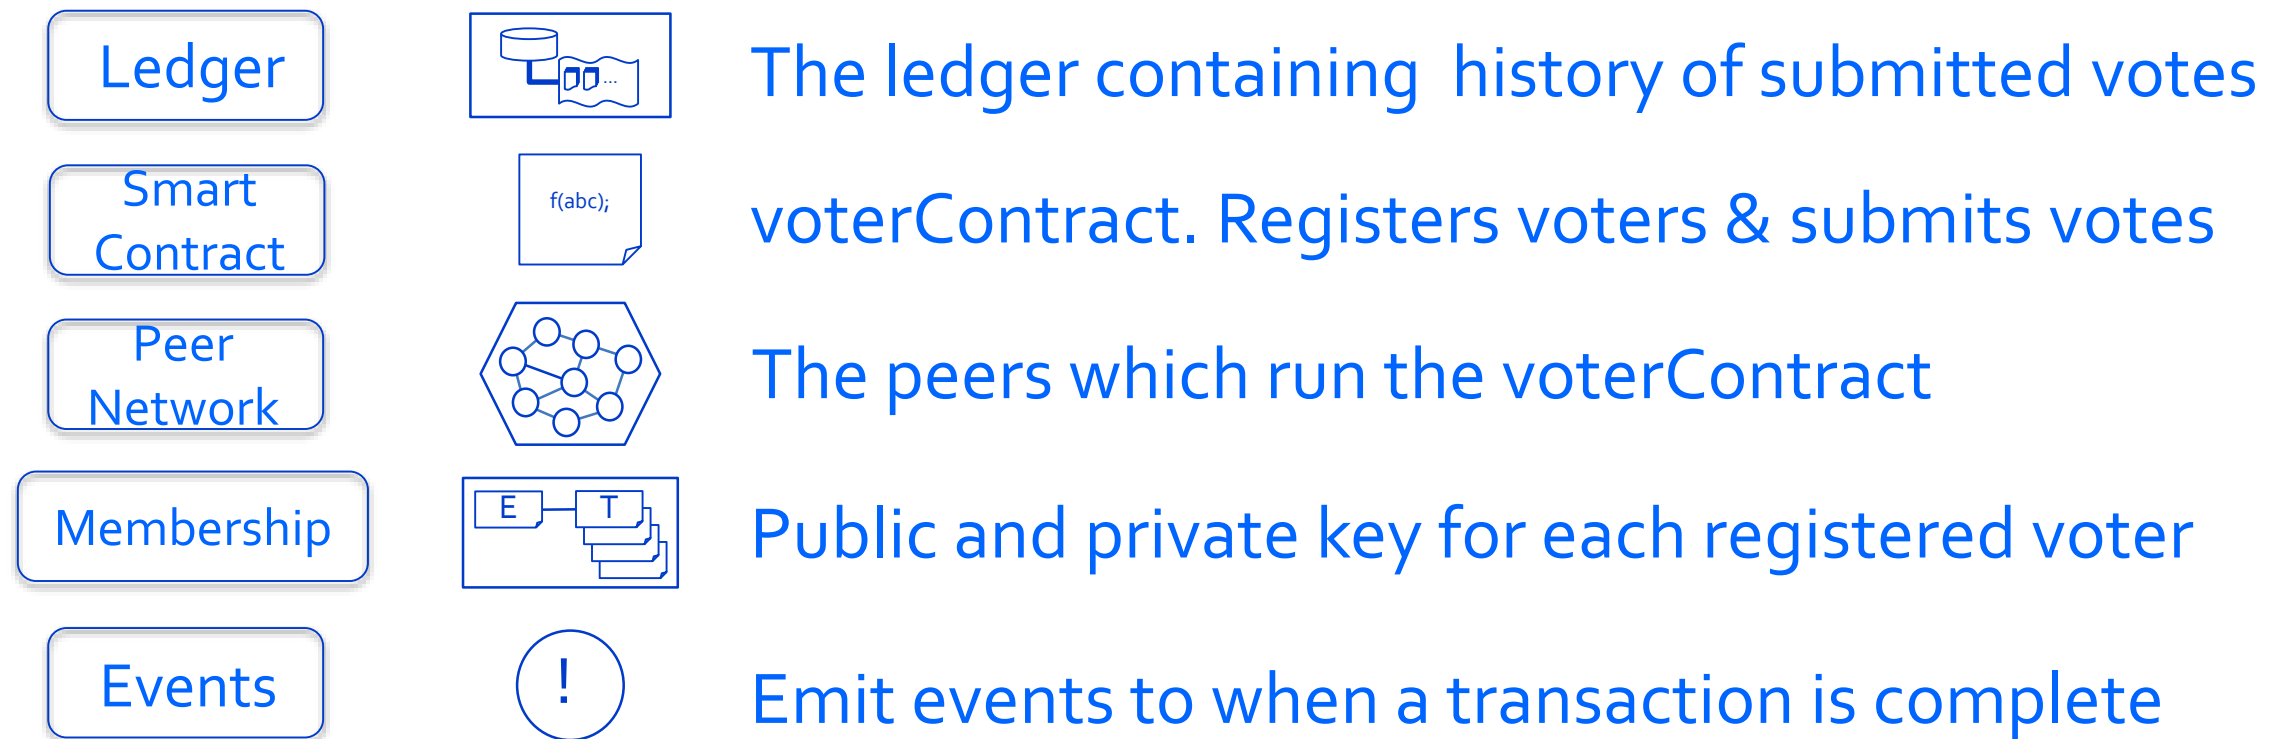 Ledger
...
The ledger containing  history of submitted votes
Smart
Contract
f(abc);
voterContract. Registers voters & submits votes
Peer
Network
The peers which run the voterContract
Membership
E
T
Public and private key for each registered voter
Events
!
Emit events to when a transaction is complete